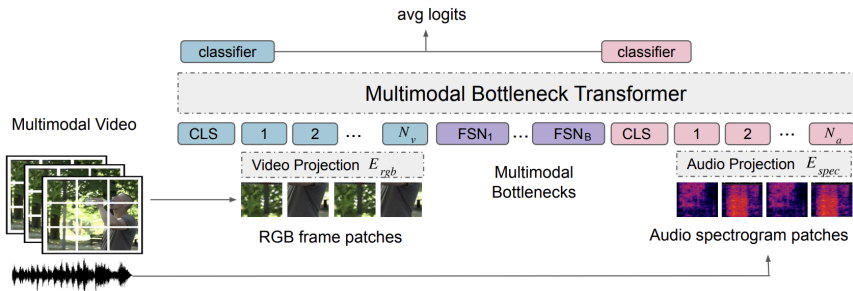 avg logits
classifier
classifier
Multimodal Bottleneck Transformer
Multimodal Video
CLS 1 2 ... N_v FSN_1 ... FSN_B CLS 1 2 ... N_a
Video Projection E_rgb
Multimodal
Bottlenecks
Audio Projection E_spec
RGB frame patches
Audio spectrogram patches